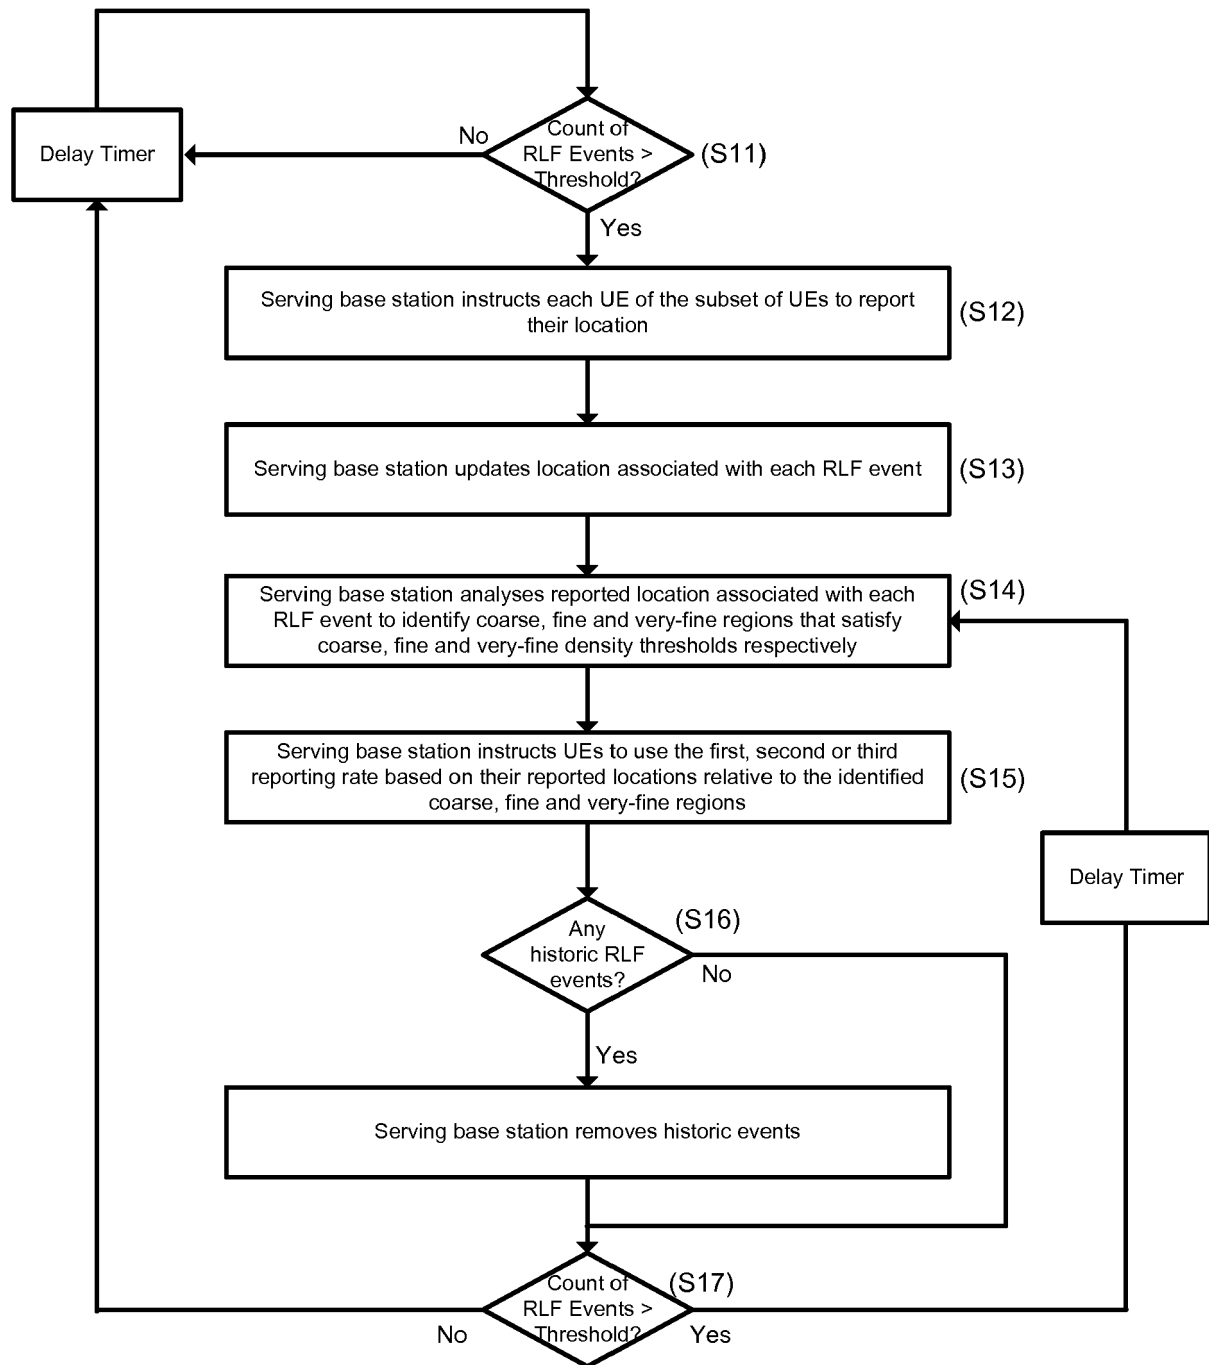 Delay Timer
No
Count of
RLF Events >
Threshold?
(S11)
Yes
Serving base station instructs each UE of the subset of UEs to report
their location
(S12)
Serving base station updates location associated with each RLF event
(S13)
Serving base station analyses reported location associated with each
RLF event to identify coarse, fine and very-fine regions that satisfy
coarse, fine and very-fine density thresholds respectively
(S14)
Serving base station instructs UEs to use the first, second or third
reporting rate based on their reported locations relative to the identified
coarse, fine and very-fine regions
(S15)
Delay Timer
Any
historic RLF
events?
(S16)
No
Yes
Serving base station removes historic events
Count of
RLF Events >
Threshold?
(S17)
No
Yes